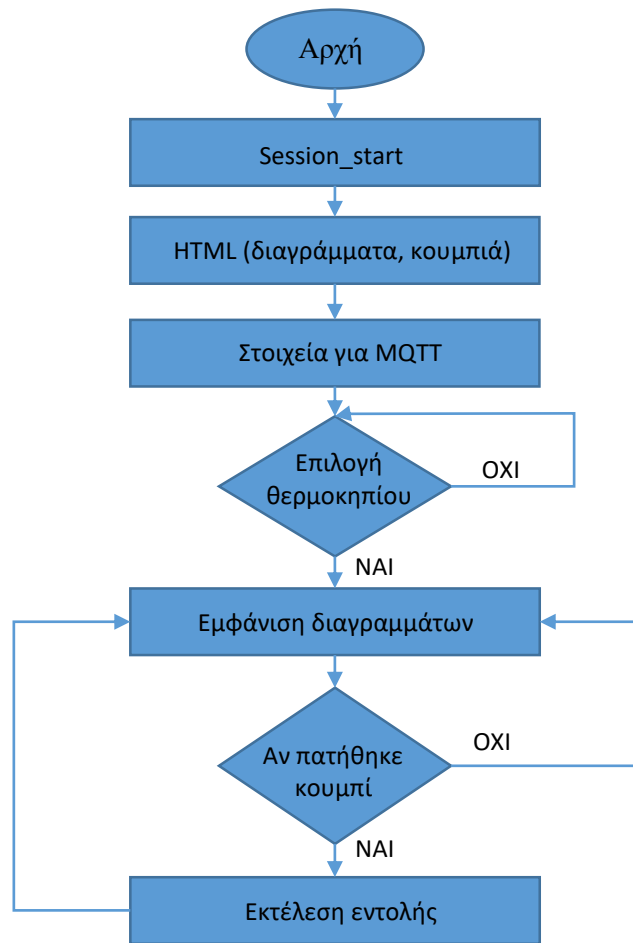 Αρχή
Session_start
HTML (διαγράμματα, κουμπιά)
Στοιχεία για MQTT
Επιλογή
θερμοκηπίου
ΟΧΙ
ΝΑΙ
Εμφάνιση διαγραμμάτων
Αν πατήθηκε
κουμπί
ΟΧΙ
ΝΑΙ
Εκτέλεση εντολής